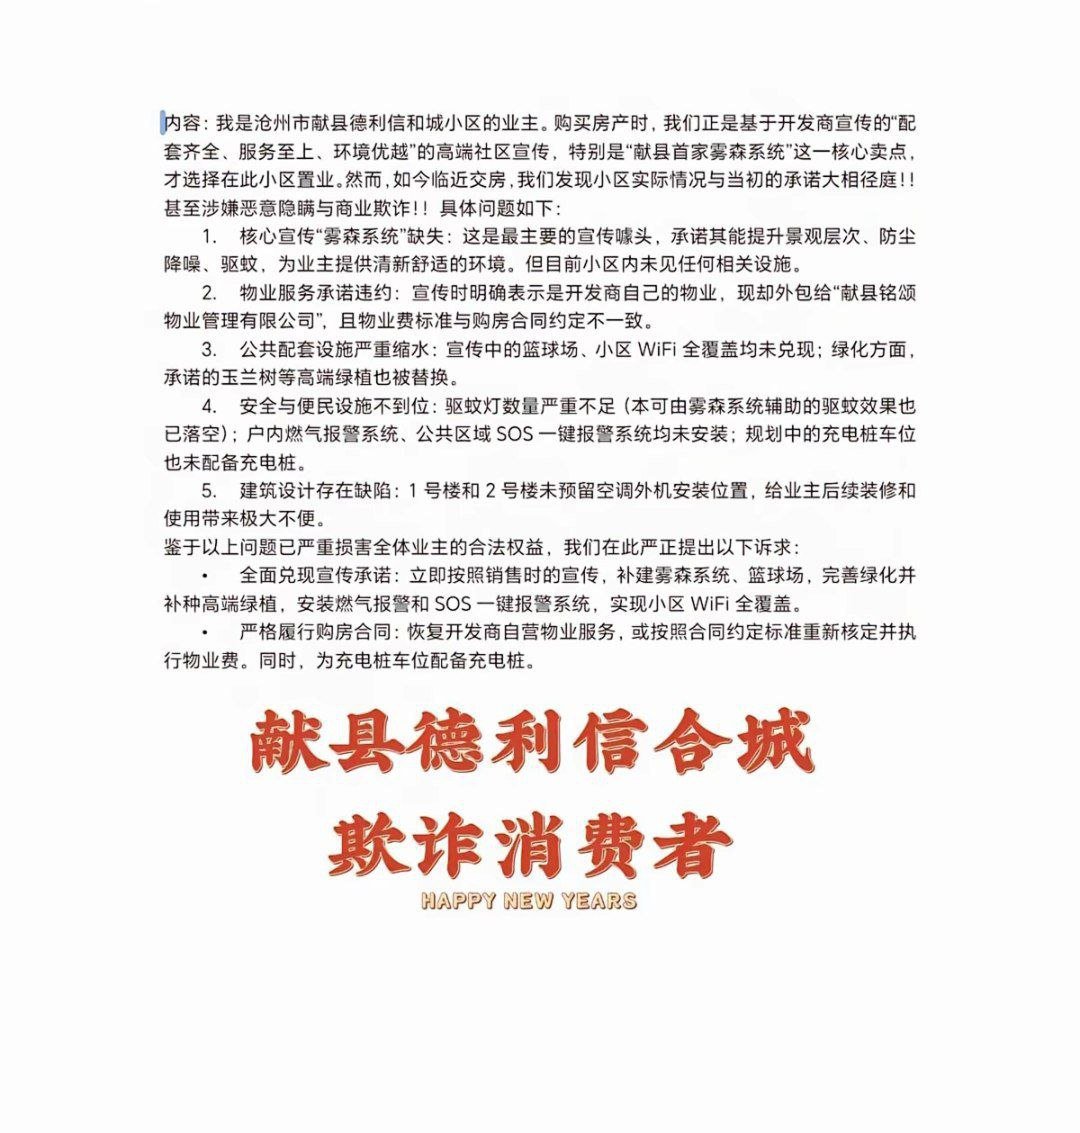 内容：我是沧州市献县德利信和城小区的业主。购买房产时，我们正是基于开发商宣传的“配
套齐全、服务至上、环境优越”的高端社区宣传，特别是“献县首家雾森系统”这一核心卖点，
才选择在此小区置业。然而，如今临近交房，我们发现小区实际情况与当初的承诺大相径庭！！
甚至涉嫌恶意隐瞒与商业欺诈！！具体问题如下：
1. 核心宣传“雾森系统”缺失：这是最主要的宣传噱头，承诺其能提升景观层次、防尘
降噪、驱蚊，为业主提供清新舒适的环境。但目前小区内未见任何相关设施。
2. 物业服务承诺违约：宣传时明确表示是开发商自己的物业，现却外包给“献县铭颂
物业管理有限公司”，且物业费标准与购房合同约定不一致。
3. 公共配套设施严重缩水：宣传中的篮球场、小区 WiFi 全覆盖均未兑现；绿化方面，
承诺的玉兰树等高端绿植也被替换。
4. 安全与便民设施不到位：驱蚊灯数量严重不足（本可由雾森系统辅助的驱蚊效果也
已落空）；户内燃气报警系统、公共区域 SOS 一键报警系统均未安装；规划中的充电桩车位
也未配备充电桩。
5. 建筑设计存在缺陷：1 号楼和 2 号楼未预留空调外机安装位置，给业主后续装修和
使用带来极大不便。
鉴于以上问题已严重损害全体业主的合法权益，我们在此严正提出以下诉求：
• 全面兑现宣传承诺：立即按照销售时的宣传，补建雾森系统、篮球场，完善绿化并
补种高端绿植，安装燃气报警和 SOS 一键报警系统，实现小区 WiFi 全覆盖。
• 严格履行购房合同：恢复开发商自营物业服务，或按照合同约定标准重新核定并执
行物业费。同时，为充电桩车位配备充电桩。
献县德利信合城
欺诈消费者
HAPPY NEW YEARS